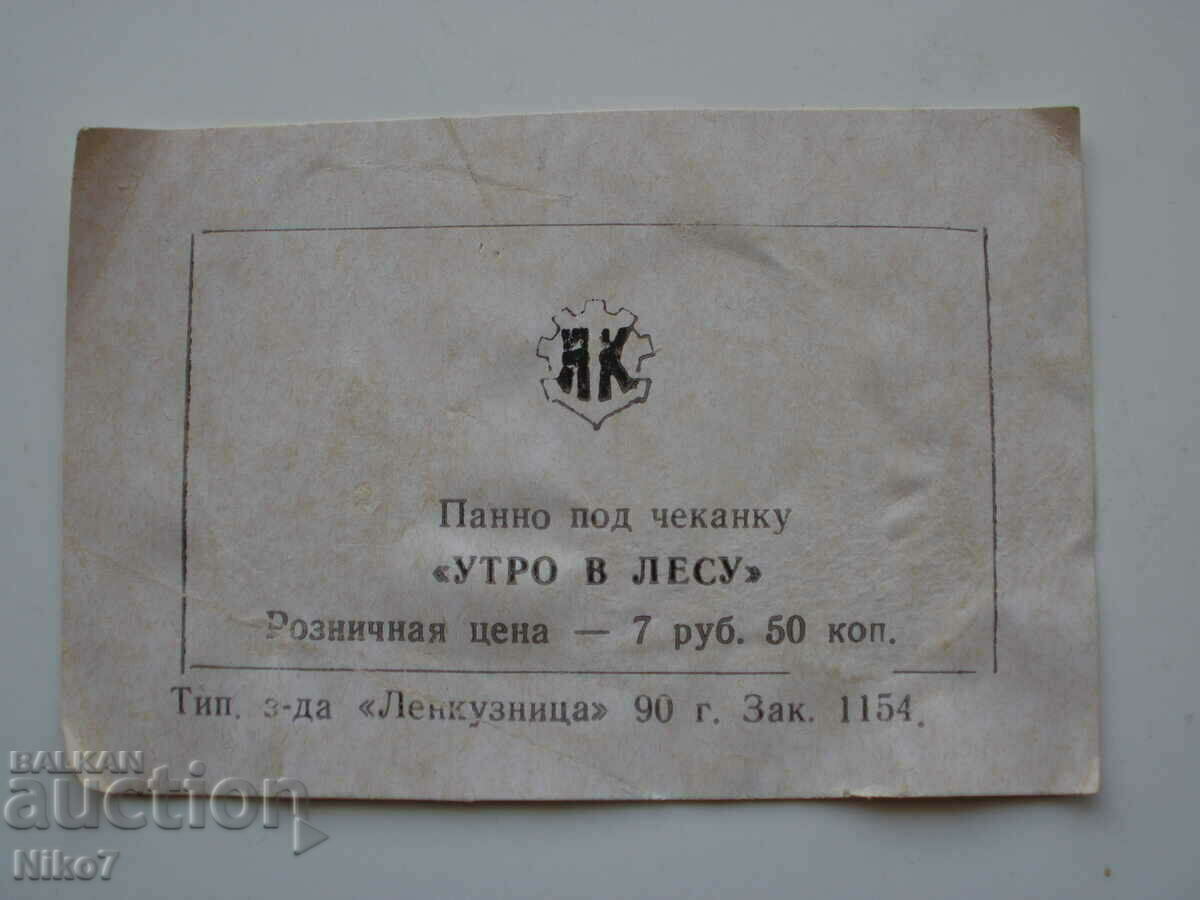 ЛК
Панно под чеканку
«УТРО В ЛЕСУ»
Розничная цена — 7 руб. 50 коп.
Тип. з-да «Ленкузница» 90 г. Зак. 1154.
BALKAN
auction
Niko7